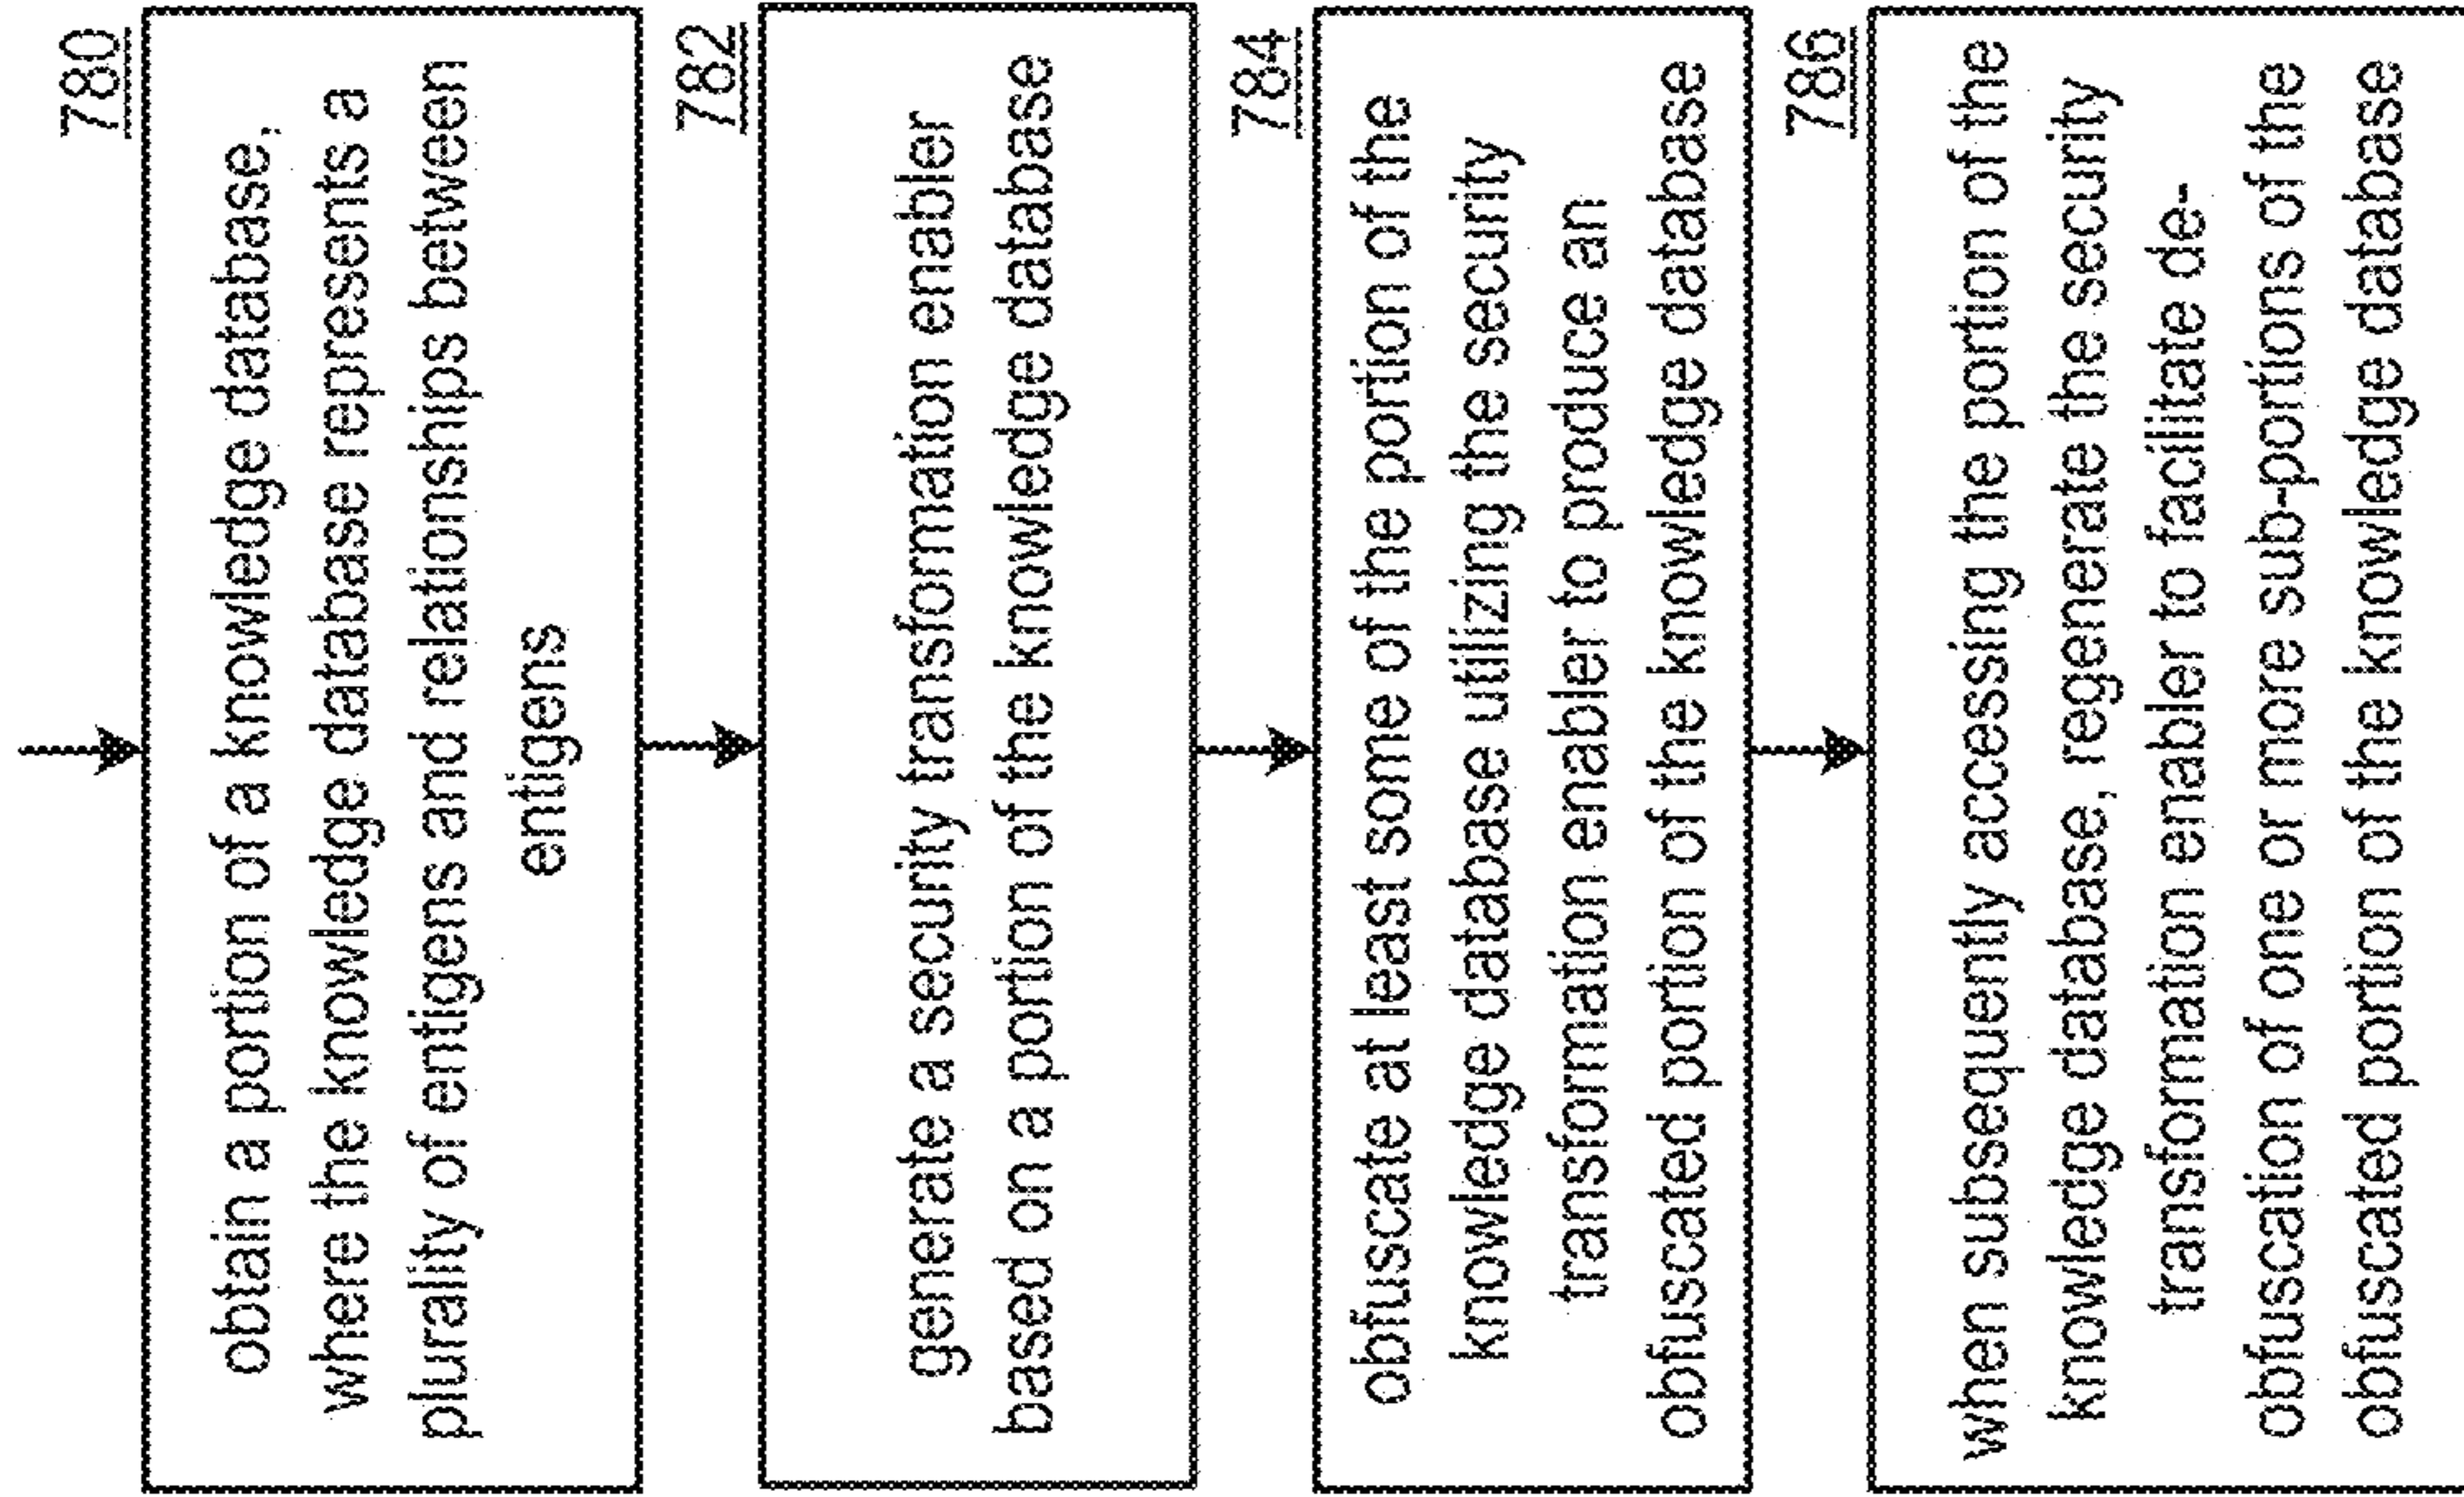 780
obtain a portion of a knowledge database,
where the knowledge database represents a
plurality of entigens and relationships between
entigens
782
generate a security transformation enabler
based on a portion of the knowledge database
784
obfuscate at least some of the portion of the
knowledge database utilizing the security
transformation enabler to produce an
obfuscated portion of the knowledge database
786
when subsequently accessing the portion of the
knowledge database, regenerate the security
transformation enabler to facilitate de-
obfuscation of one or more sub-portions of the
obfuscated portion of the knowledge database